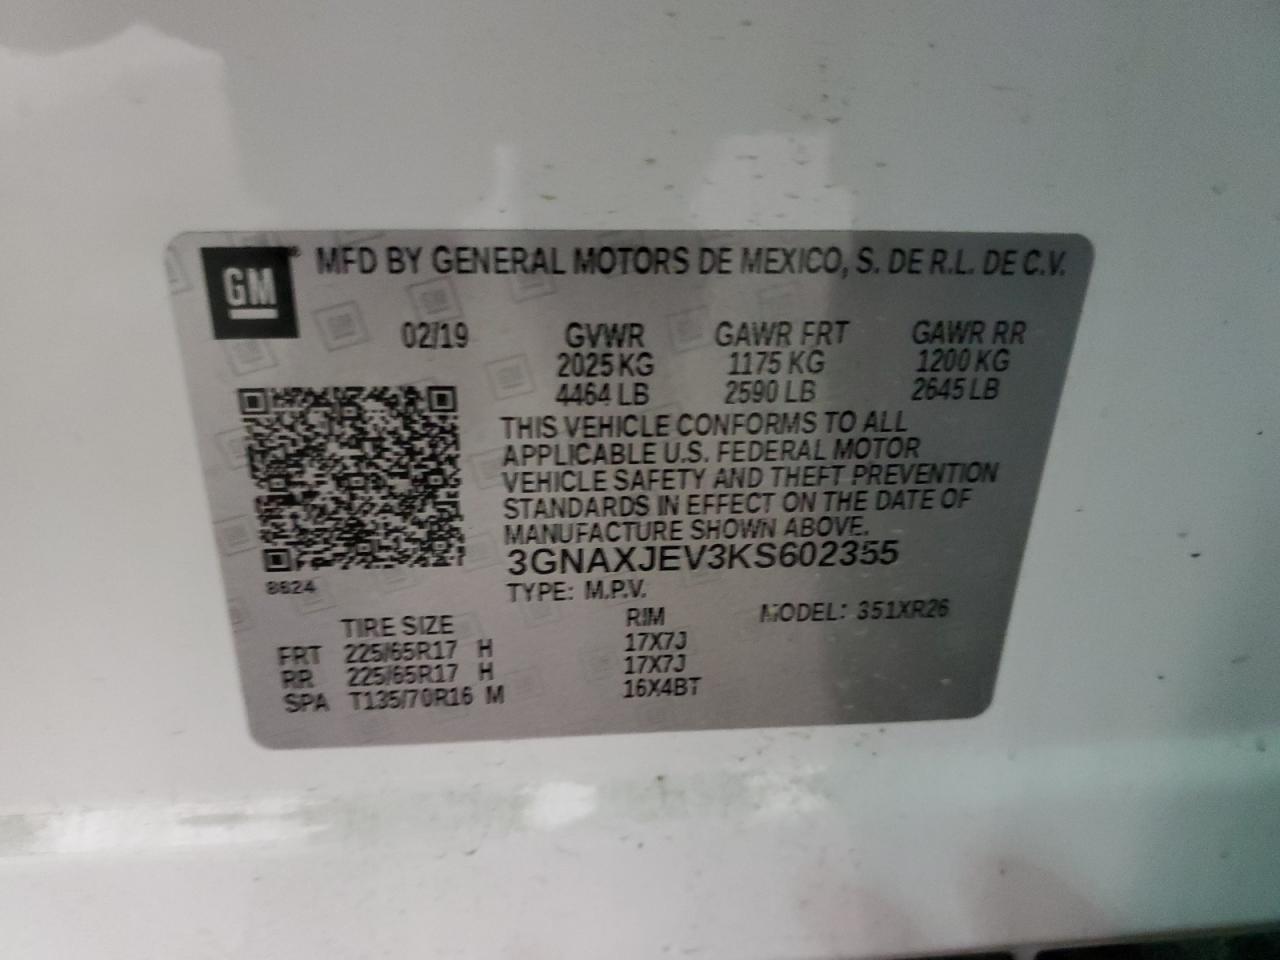 GM® MFD BY GENERAL MOTORS DE MEXICO, S. DE R.L. DE C.V.
02/19 GVWR GAWR FRT GAWR RR
2025 KG 1175 KG 1200 KG
4464 LB 2590 LB 2645 LB
THIS VEHICLE CONFORMS TO ALL
APPLICABLE U.S. FEDERAL MOTOR
VEHICLE SAFETY AND THEFT PREVENTION
STANDARDS IN EFFECT ON THE DATE OF
MANUFACTURE SHOWN ABOVE.
3GNAXJEV3KS602355
8624
TYPE: M.P.V.
TIRE SIZE RIM MODEL: 351XR26
FRT 225/65R17 H 17X7J
RR 225/65R17 H 17X7J
SPA T135/70R16 M 16X4BT